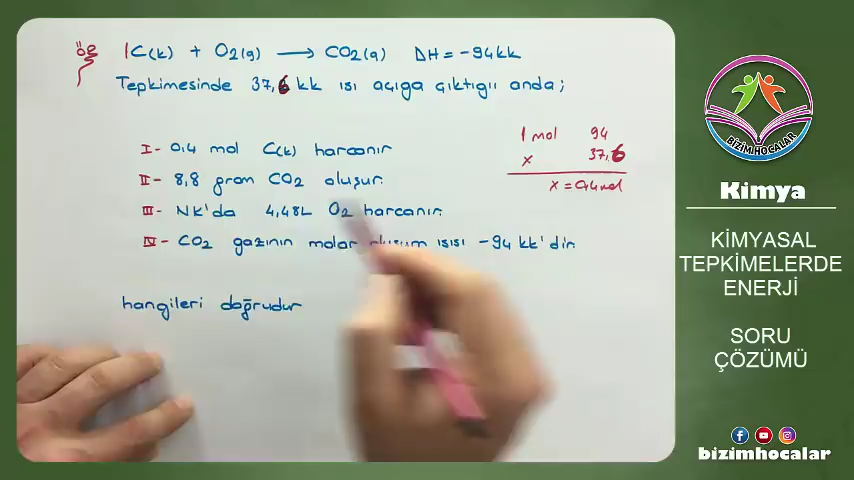 ÖR
1C(k) + O2(g) → CO2(g) ΔH = -94kk
Tepkimesinde 37,6 kk ısı açığa çıktığı anda;
I- 0,4 mol C(k) harcanır
II- 8,8 gram CO2 oluşur.
III- Nk'da 4,48L O2 harcanır.
IV- CO2 gazının molar oluşum ısısı -94 kk'dir.
hangileri doğrudur
1 mol 94
x 37,6
x = 0,4 mol
BİZİM HOCALAR
Kimya
KİMYASAL
TEPKİMELERDE
ENERJİ
SORU
ÇÖZÜMÜ
bizimhocalar